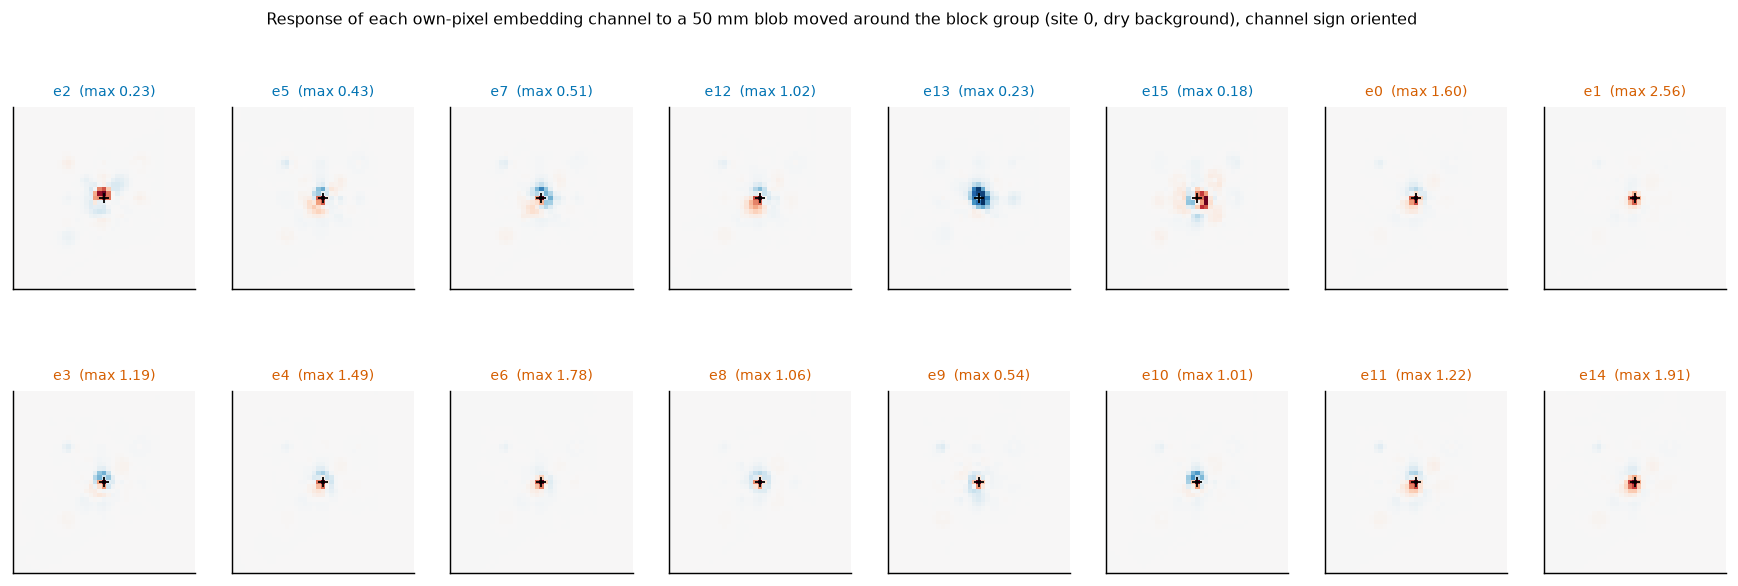 Response of each own-pixel embedding channel to a 50 mm blob moved around the block group (site 0, dry background), channel sign oriented
e2 (max 0.23)
e5 (max 0.43)
e7 (max 0.51)
e12 (max 1.02)
e13 (max 0.23)
e15 (max 0.18)
e0 (max 1.60)
e1 (max 2.56)
e3 (max 1.19)
e4 (max 1.49)
e6 (max 1.78)
e8 (max 1.06)
e9 (max 0.54)
e10 (max 1.01)
e11 (max 1.22)
e14 (max 1.91)